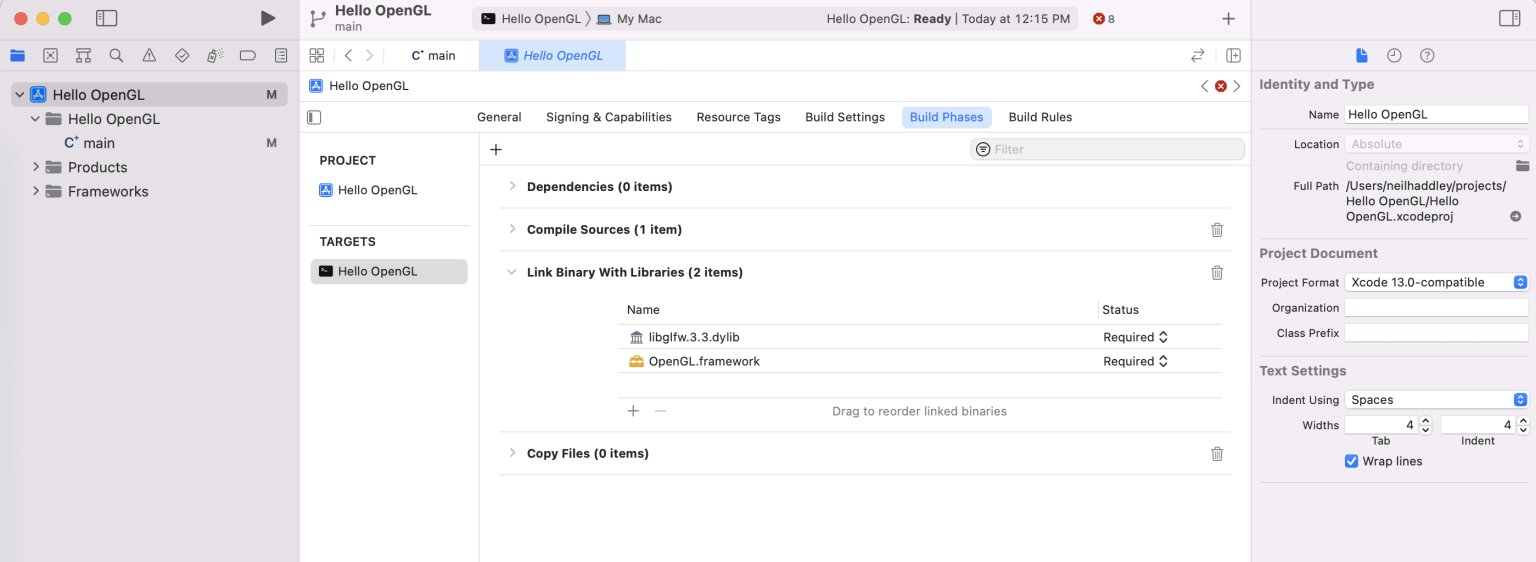 Hello OpenGL
main
Hello OpenGL 〉 My Mac
Hello OpenGL: Ready | Today at 12:15 PM
8
main
Hello OpenGL
Hello OpenGL M
Hello OpenGL
main M
Products
Frameworks
Hello OpenGL
General Signing & Capabilities Resource Tags Build Settings Build Phases Build Rules
PROJECT
Hello OpenGL
TARGETS
Hello OpenGL
Filter
Dependencies (0 items)
Compile Sources (1 item)
Link Binary With Libraries (2 items)
Name Status
libglfw.3.3.dylib Required
OpenGL.framework Required
Drag to reorder linked binaries
Copy Files (0 items)
Identity and Type
Name Hello OpenGL
Location Absolute
Containing directory
Full Path /Users/neilhaddley/projects/
Hello OpenGL/Hello
OpenGL.xcodeproj
Project Document
Project Format Xcode 13.0-compatible
Organization
Class Prefix
Text Settings
Indent Using Spaces
Widths 4 4
Tab Indent
Wrap lines